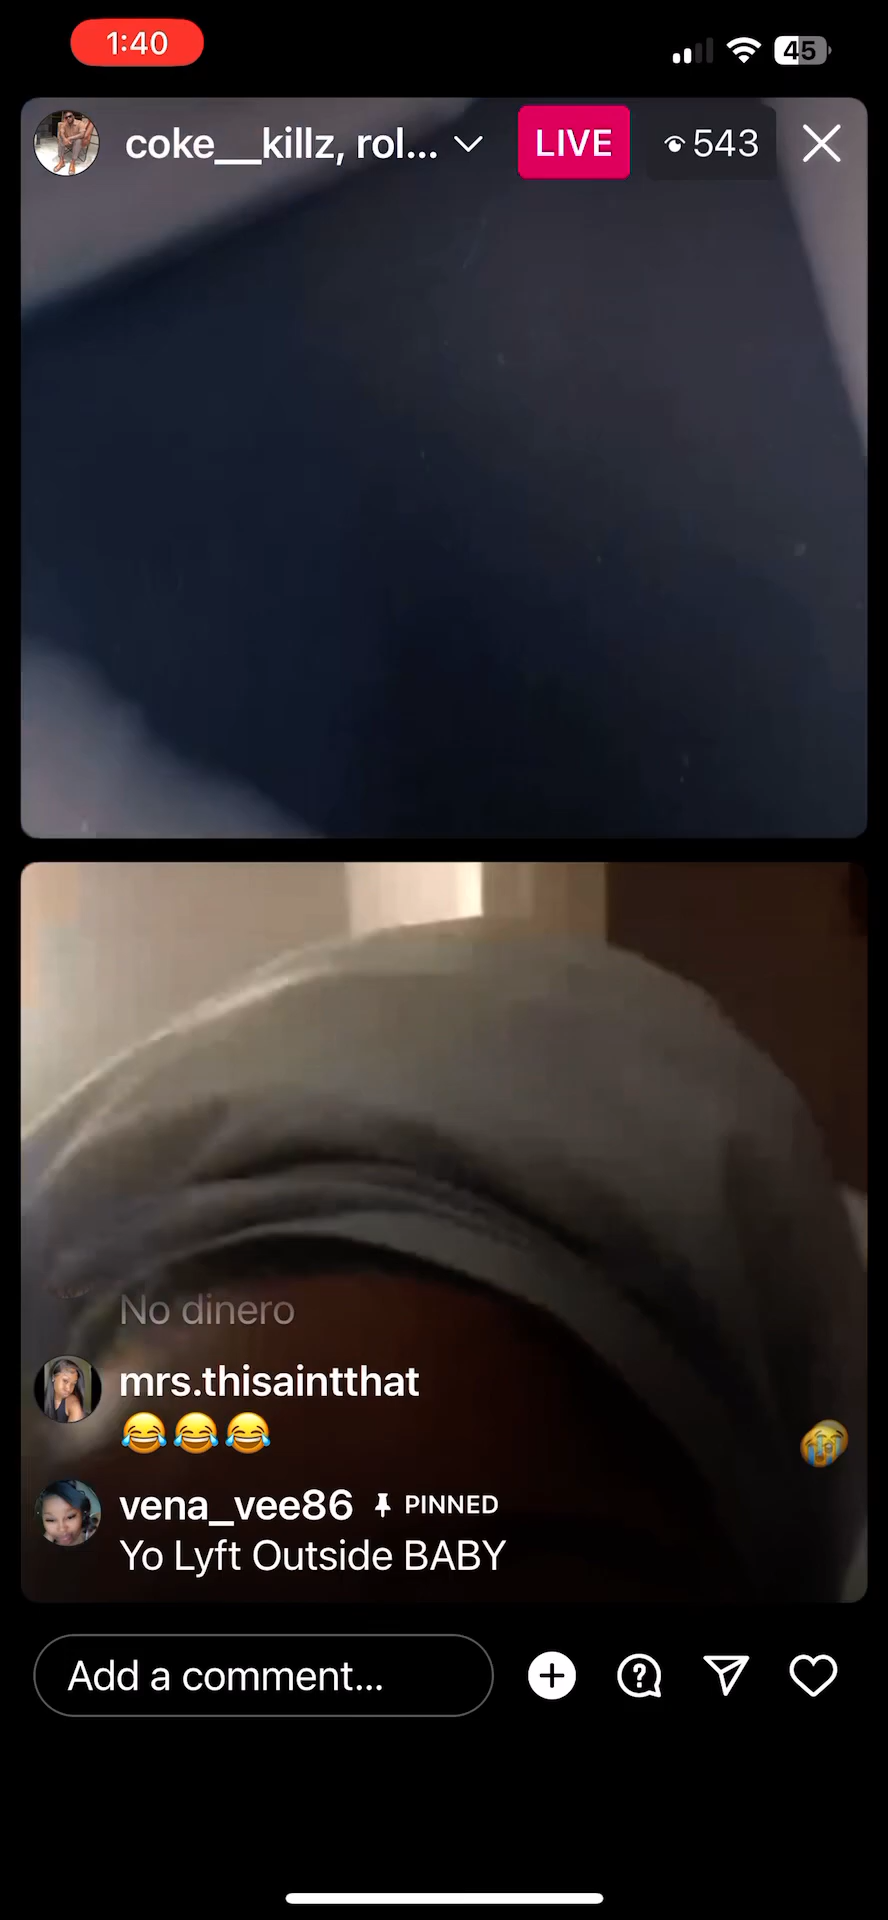 1:40
45
coke__killz, rol...
LIVE
543
No dinero
mrs.thisaintthat
😂😂😂
vena_vee86 PINNED
Yo Lyft Outside BABY
Add a comment...